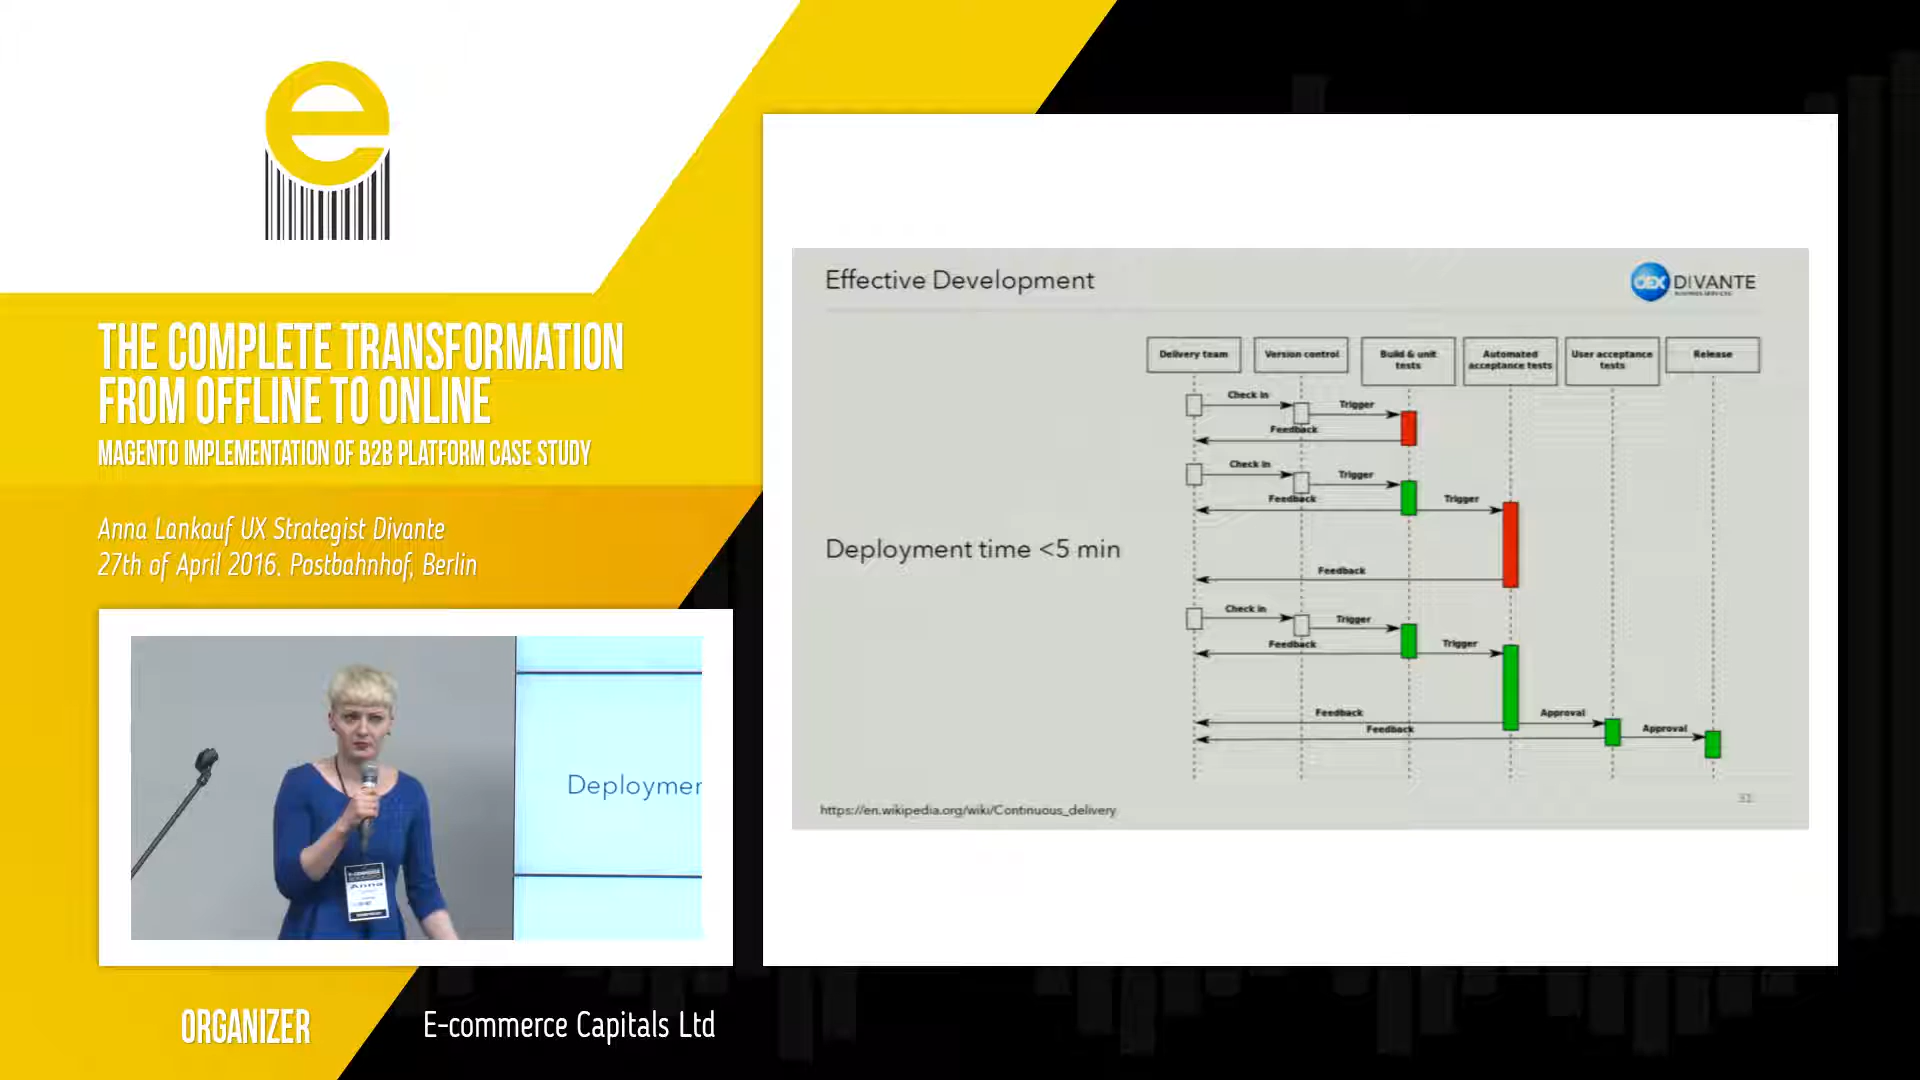 THE COMPLETE TRANSFORMATION
FROM OFFLINE TO ONLINE
MAGENTO IMPLEMENTATION OF B2B PLATFORM CASE STUDY
Anna Lankauf UX Strategist Divante
27th of April 2016. Postbahnhof, Berlin
Deploymen
Anna
ORGANIZER
E-commerce Capitals Ltd
Effective Development
OEX DIVANTE
Delivery team
Version control
Build & unit
tests
Automated
acceptance tests
User acceptance
tests
Release
Check in
Trigger
Feedback
Check in
Trigger
Feedback
Trigger
Deployment time <5 min
Feedback
Check in
Trigger
Feedback
Trigger
Feedback
Approval
Feedback
Approval
https://en.wikipedia.org/wiki/Continuous_delivery